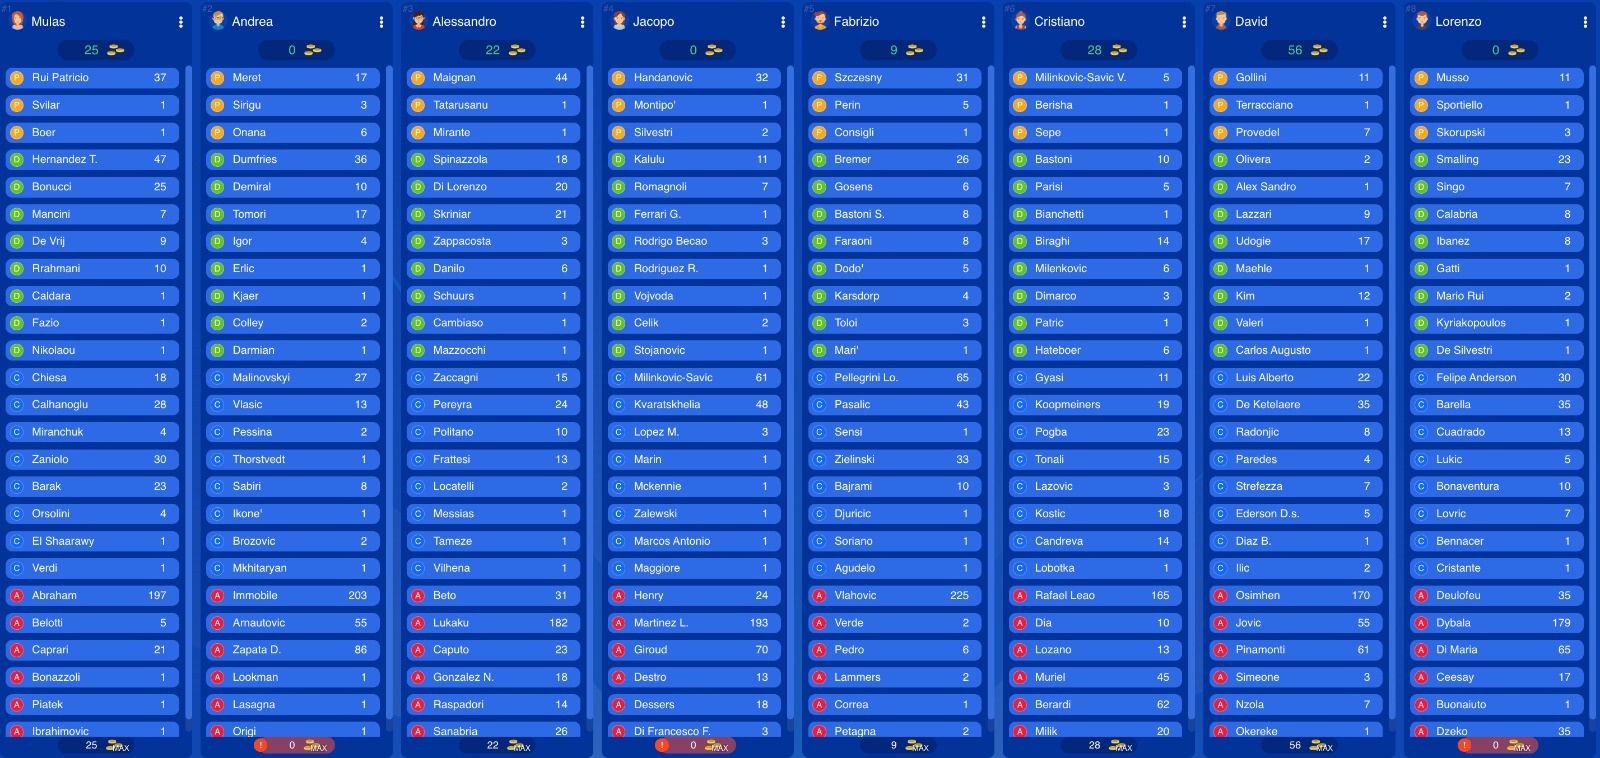 #1
Mulas
25
P Rui Patricio 37
P Svilar 1
P Boer 1
D Hernandez T. 47
D Bonucci 25
D Mancini 7
D De Vrij 9
D Rrahmani 10
D Caldara 1
D Fazio 1
D Nikolaou 1
C Chiesa 18
C Calhanoglu 28
C Miranchuk 4
C Zaniolo 30
C Barak 23
C Orsolini 4
C El Shaarawy 1
C Verdi 1
A Abraham 197
A Belotti 5
A Caprari 21
A Bonazzoli 1
A Piatek 1
A Ibrahimovic 1
25 MAX
#2
Andrea
0
P Meret 17
P Sirigu 3
P Onana 6
D Dumfries 36
D Demiral 10
D Tomori 17
D Igor 4
D Erlic 1
D Kjaer 1
D Colley 2
D Darmian 1
C Malinovskyi 27
C Vlasic 13
C Pessina 2
C Thorstvedt 1
C Sabiri 8
C Ikone' 1
C Brozovic 2
C Mkhitaryan 1
A Immobile 203
A Arnautovic 55
A Zapata D. 86
A Lookman 1
A Lasagna 1
A Origi 1
! 0 MAX
#3
Alessandro
22
P Maignan 44
P Tatarusanu 1
P Mirante 1
D Spinazzola 18
D Di Lorenzo 20
D Skriniar 21
D Zappacosta 3
D Danilo 6
D Schuurs 1
D Cambiaso 1
D Mazzocchi 1
C Zaccagni 15
C Pereyra 24
C Politano 10
C Frattesi 13
C Locatelli 2
C Messias 1
C Tameze 1
C Vilhena 1
A Beto 31
A Lukaku 182
A Caputo 23
A Gonzalez N. 18
A Raspadori 14
A Sanabria 26
22 MAX
#4
Jacopo
0
P Handanovic 32
P Montipo' 1
P Silvestri 2
D Kalulu 11
D Romagnoli 7
D Ferrari G. 1
D Rodrigo Becao 3
D Rodriguez R. 1
D Vojvoda 1
D Celik 2
D Stojanovic 1
C Milinkovic-Savic 61
C Kvaratskhelia 48
C Lopez M. 3
C Marin 1
C Mckennie 1
C Zalewski 1
C Marcos Antonio 1
C Maggiore 1
A Henry 24
A Martinez L. 193
A Giroud 70
A Destro 13
A Dessers 18
A Di Francesco F. 3
! 0 MAX
#5
Fabrizio
9
P Szczesny 31
P Perin 5
P Consigli 1
D Bremer 26
D Gosens 6
D Bastoni S. 8
D Faraoni 8
D Dodo' 5
D Karsdorp 4
D Toloi 3
D Mari' 1
C Pellegrini Lo. 65
C Pasalic 43
C Sensi 1
C Zielinski 33
C Bajrami 10
C Djuricic 1
C Soriano 1
C Agudelo 1
A Vlahovic 225
A Verde 2
A Pedro 6
A Lammers 2
A Correa 1
A Petagna 2
9 MAX
#6
Cristiano
28
P Milinkovic-Savic V. 5
P Berisha 1
P Sepe 1
D Bastoni 10
D Parisi 5
D Bianchetti 1
D Biraghi 14
D Milenkovic 6
D Dimarco 3
D Patric 1
D Hateboer 6
C Gyasi 11
C Koopmeiners 19
C Pogba 23
C Tonali 15
C Lazovic 3
C Kostic 18
C Candreva 14
C Lobotka 1
A Rafael Leao 165
A Dia 10
A Lozano 13
A Muriel 45
A Berardi 62
A Milik 20
28 MAX
#7
David
56
P Gollini 11
P Terracciano 1
P Provedel 7
D Olivera 2
D Alex Sandro 1
D Lazzari 9
D Udogie 17
D Maehle 1
D Kim 12
D Valeri 1
D Carlos Augusto 1
C Luis Alberto 22
C De Ketelaere 35
C Radonjic 8
C Paredes 4
C Strefezza 7
C Ederson D.s. 5
C Diaz B. 1
C Ilic 2
A Osimhen 170
A Jovic 55
A Pinamonti 61
A Simeone 3
A Nzola 7
A Okereke 1
56 MAX
#8
Lorenzo
0
P Musso 11
P Sportiello 1
P Skorupski 3
D Smalling 23
D Singo 7
D Calabria 8
D Ibanez 8
D Gatti 1
D Mario Rui 2
D Kyriakopoulos 1
D De Silvestri 1
C Felipe Anderson 30
C Barella 35
C Cuadrado 13
C Lukic 5
C Bonaventura 10
C Lovric 7
C Bennacer 1
C Cristante 1
A Deulofeu 35
A Dybala 179
A Di Maria 65
A Ceesay 17
A Buonaiuto 1
A Dzeko 35
! 0 MAX